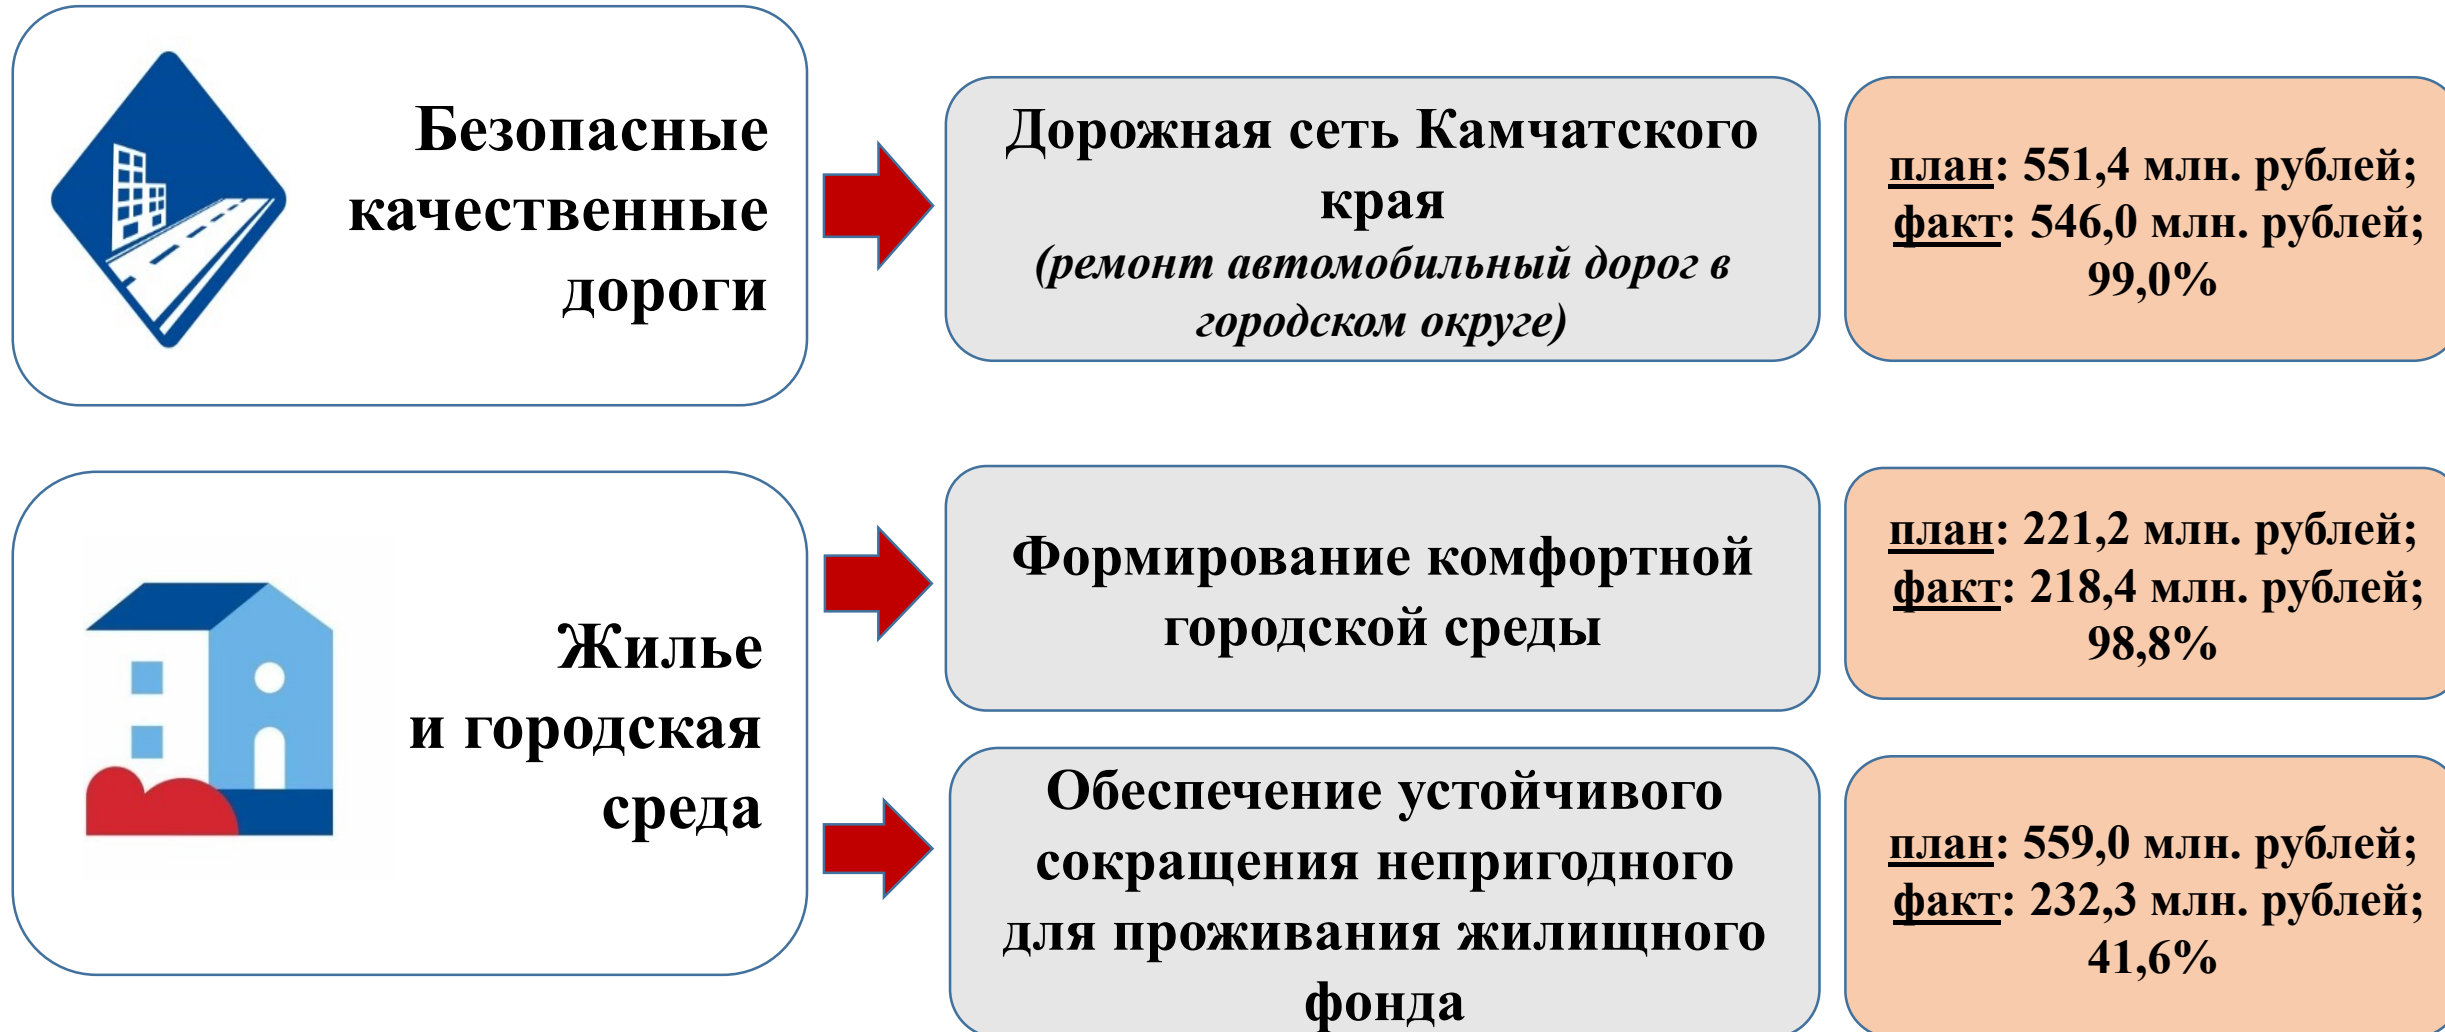 Безопасные
качественные
дороги
Дорожная сеть Камчатского
края
(ремонт автомобильный дорог в
городском округе)
план: 551,4 млн. рублей;
факт: 546,0 млн. рублей;
99,0%
Жилье
и городская
среда
Формирование комфортной
городской среды
план: 221,2 млн. рублей;
факт: 218,4 млн. рублей;
98,8%
Обеспечение устойчивого
сокращения непригодного
для проживания жилищного
фонда
план: 559,0 млн. рублей;
факт: 232,3 млн. рублей;
41,6%